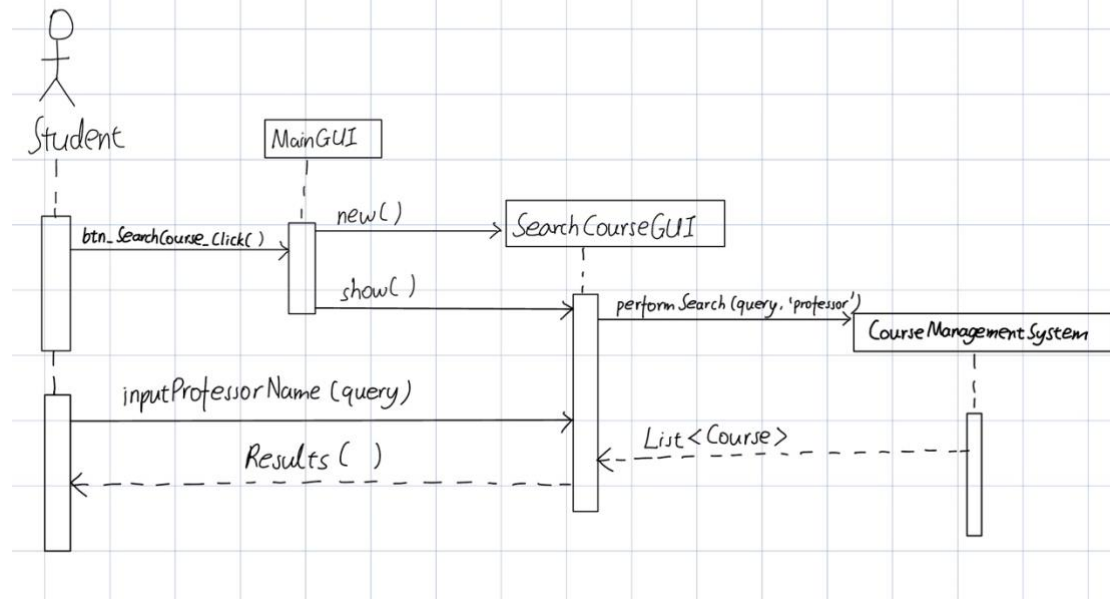 Student
MainGUI
new()
SearchCourseGUI
btn_SearchCourse_Click()
show()
performSearch(query, 'professor')
CourseManagementSystem
inputProfessorName(query)
List<Course>
Results( )